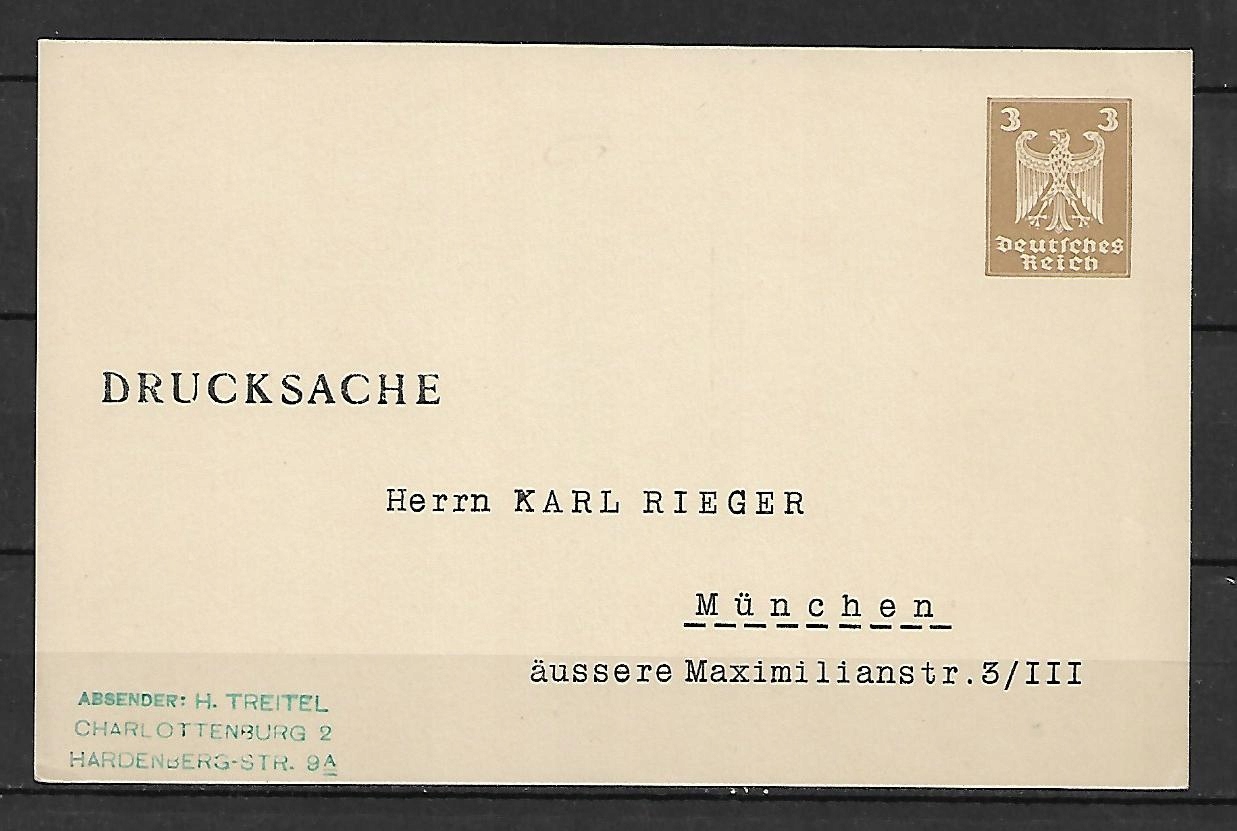 3 3
Deutsches
Reich
DRUCKSACHE
Herrn KARL RIEGER
München
äussere Maximilianstr.3/III
ABSENDER: H. TREITEL
CHARLOTTENBURG 2
HARDENBERG-STR. 9A